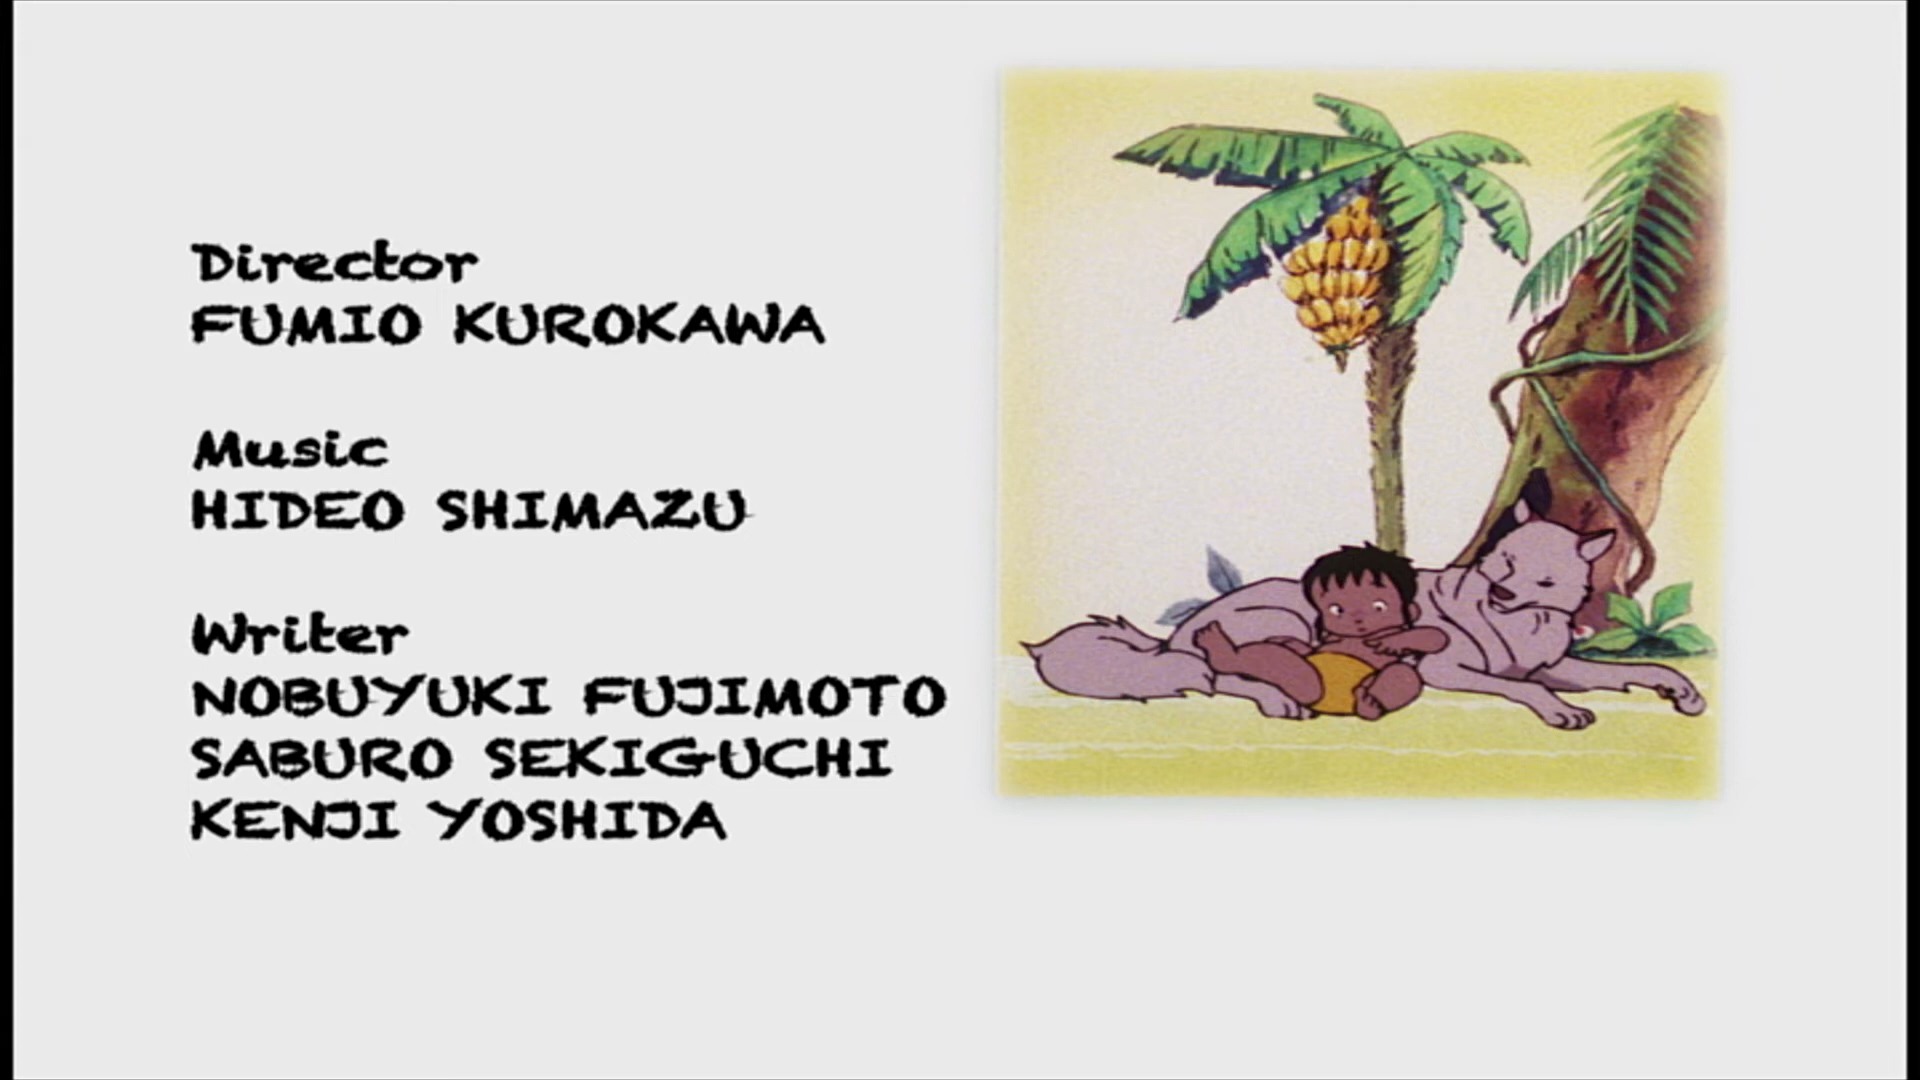 Director
FUMIO KUROKAWA
Music
HIDEO SHIMAZU
Writer
NOBUYUKI FUJIMOTO
SABURO SEKIGUCHI
KENJI YOSHIDA